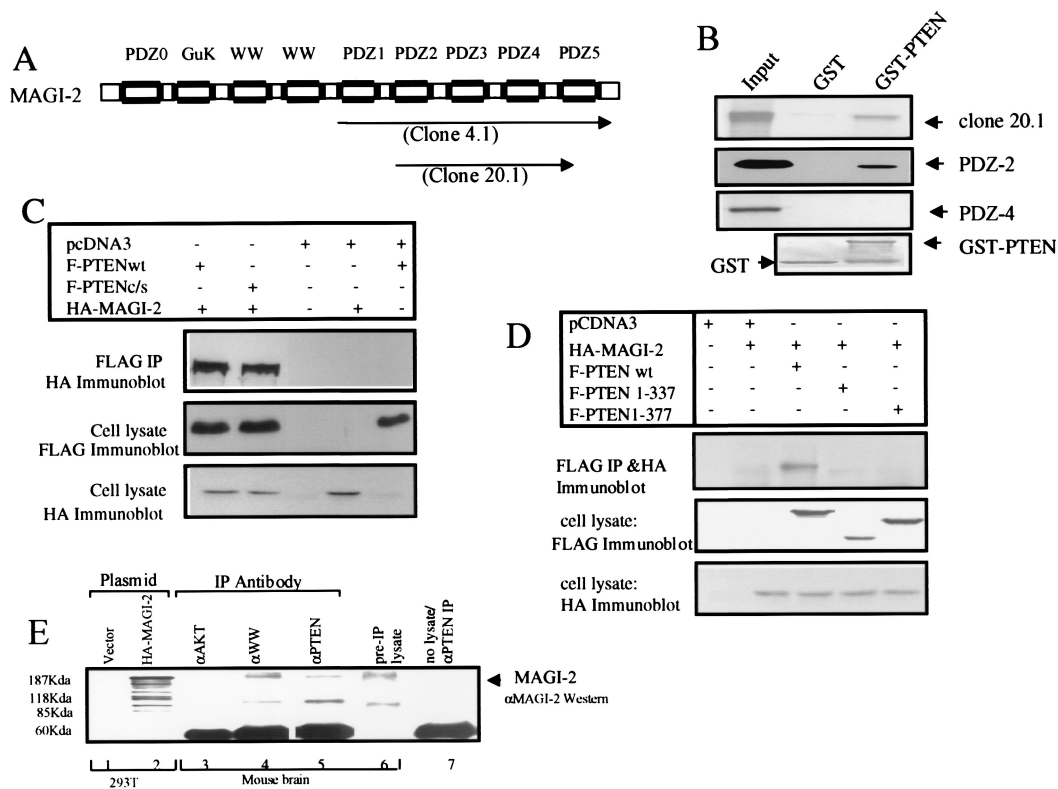 A
PDZ0 GuK WW WW PDZ1 PDZ2 PDZ3 PDZ4 PDZ5
MAGI-2
(Clone 4.1)
(Clone 20.1)
B
Input GST GST-PTEN
clone 20.1
PDZ-2
PDZ-4
GST-PTEN
GST
C
pcDNA3 - - + + +
F-PTENwt + - - - +
F-PTENc/s - + - - -
HA-MAGI-2 + + - + -
FLAG IP
HA Immunoblot
Cell lysate
FLAG Immunoblot
Cell lysate
HA Immunoblot
D
pCDNA3 + + - - -
HA-MAGI-2 - + + + +
F-PTEN wt - - + - -
F-PTEN 1-337 - - - + -
F-PTEN1-377 - - - - +
FLAG IP &HA
Immunoblot
cell lysate:
FLAG Immunoblot
cell lysate:
HA Immunoblot
E
Plasmid IP Antibody
Vector HA-MAGI-2 αAKT αWW αPTEN pre-IP lysate no lysate/ αPTEN IP
187Kda
118Kda
85Kda
60Kda
MAGI-2
αMAGI-2 Western
1 2 3 4 5 6 7
293T Mouse brain